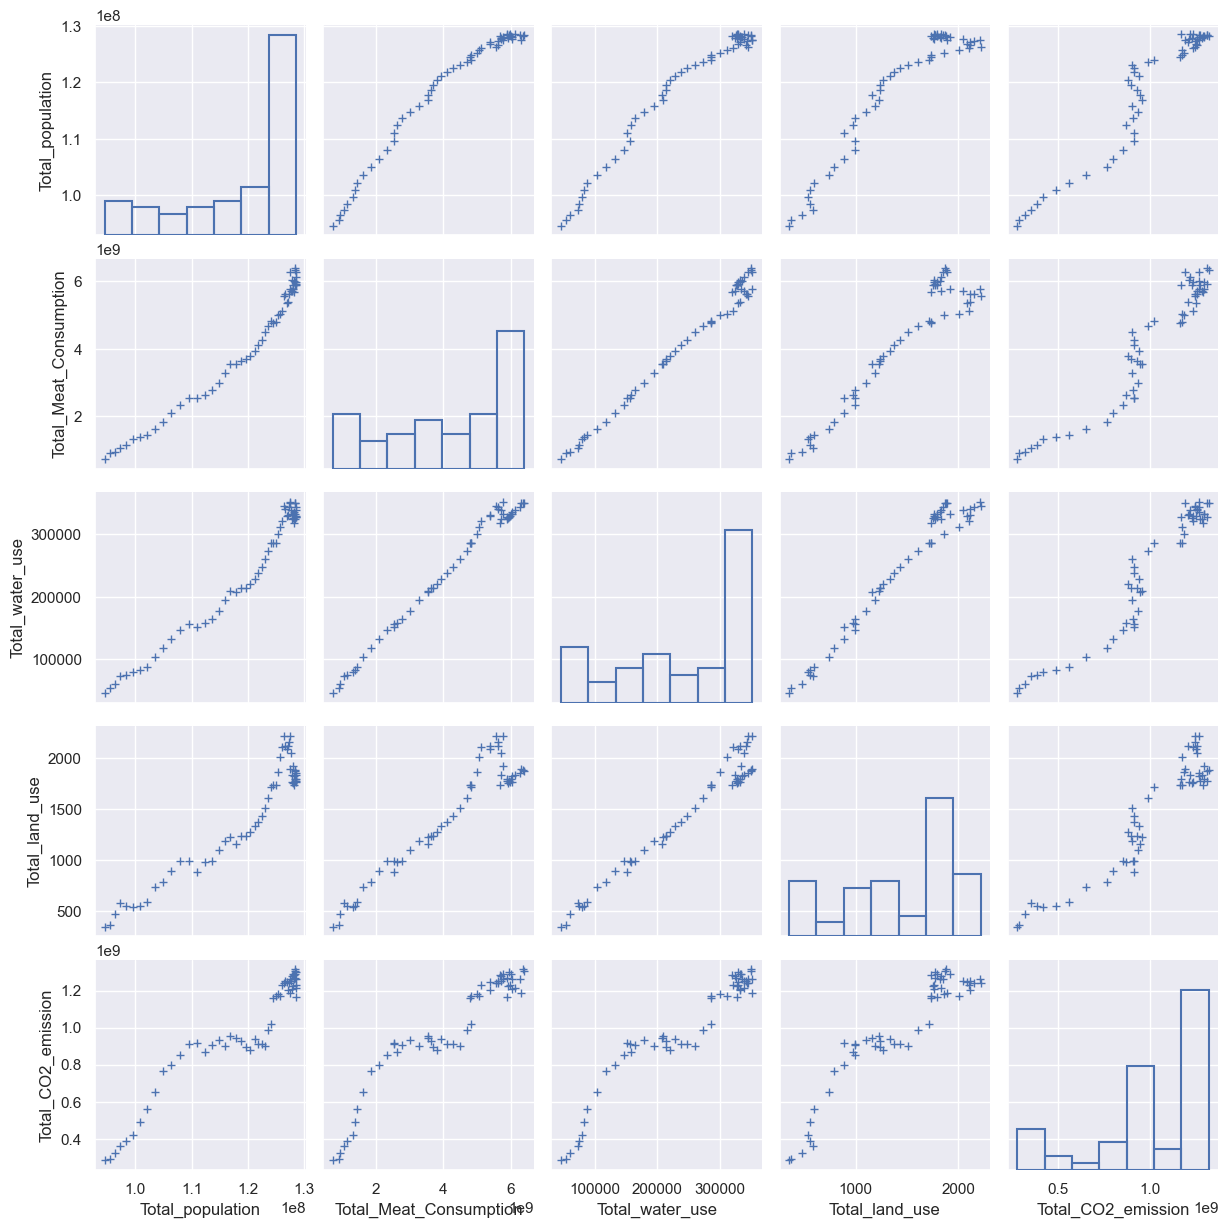 1e8
1.3
1.2
1.1
1.0
Total_population
1e9
6
4
2
Total_Meat_Consumption
300000
200000
100000
Total_water_use
2000
1500
1000
500
Total_land_use
1e9
1.2
1.0
0.8
0.6
0.4
Total_CO2_emission
1.0 1.1 1.2 1.3 2 4 6 100000 200000 300000 1000 2000 0.5 1.0
1e8 1e9 1e9
Total_population Total_Meat_Consumption Total_water_use Total_land_use Total_CO2_emission